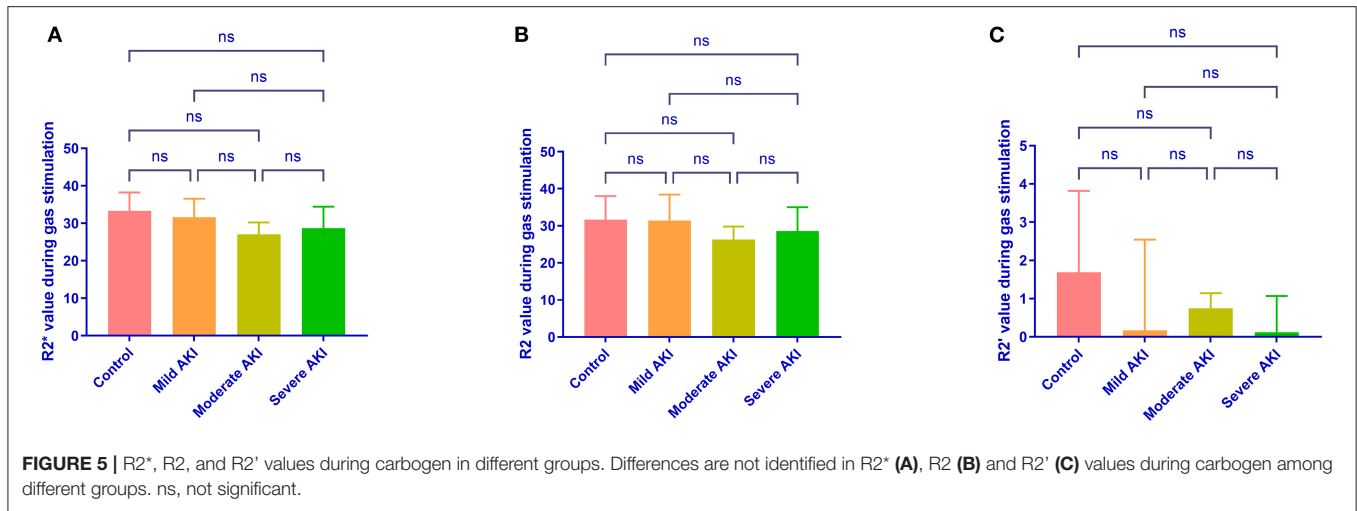 A
ns
ns
ns
ns
ns
ns
R2* value during gas stimulation
50
40
30
20
10
0
Control
Mild AKI
Moderate AKI
Severe AKI
B
ns
ns
ns
ns
ns
ns
R2 value during gas stimulation
50
40
30
20
10
0
Control
Mild AKI
Moderate AKI
Severe AKI
C
ns
ns
ns
ns
ns
ns
R2' value during gas stimulation
5
4
3
2
1
0
Control
Mild AKI
Moderate AKI
Severe AKI
FIGURE 5 | R2*, R2, and R2' values during carbogen in different groups. Differences are not identified in R2* (A), R2 (B) and R2' (C) values during carbogen among
different groups. ns, not significant.